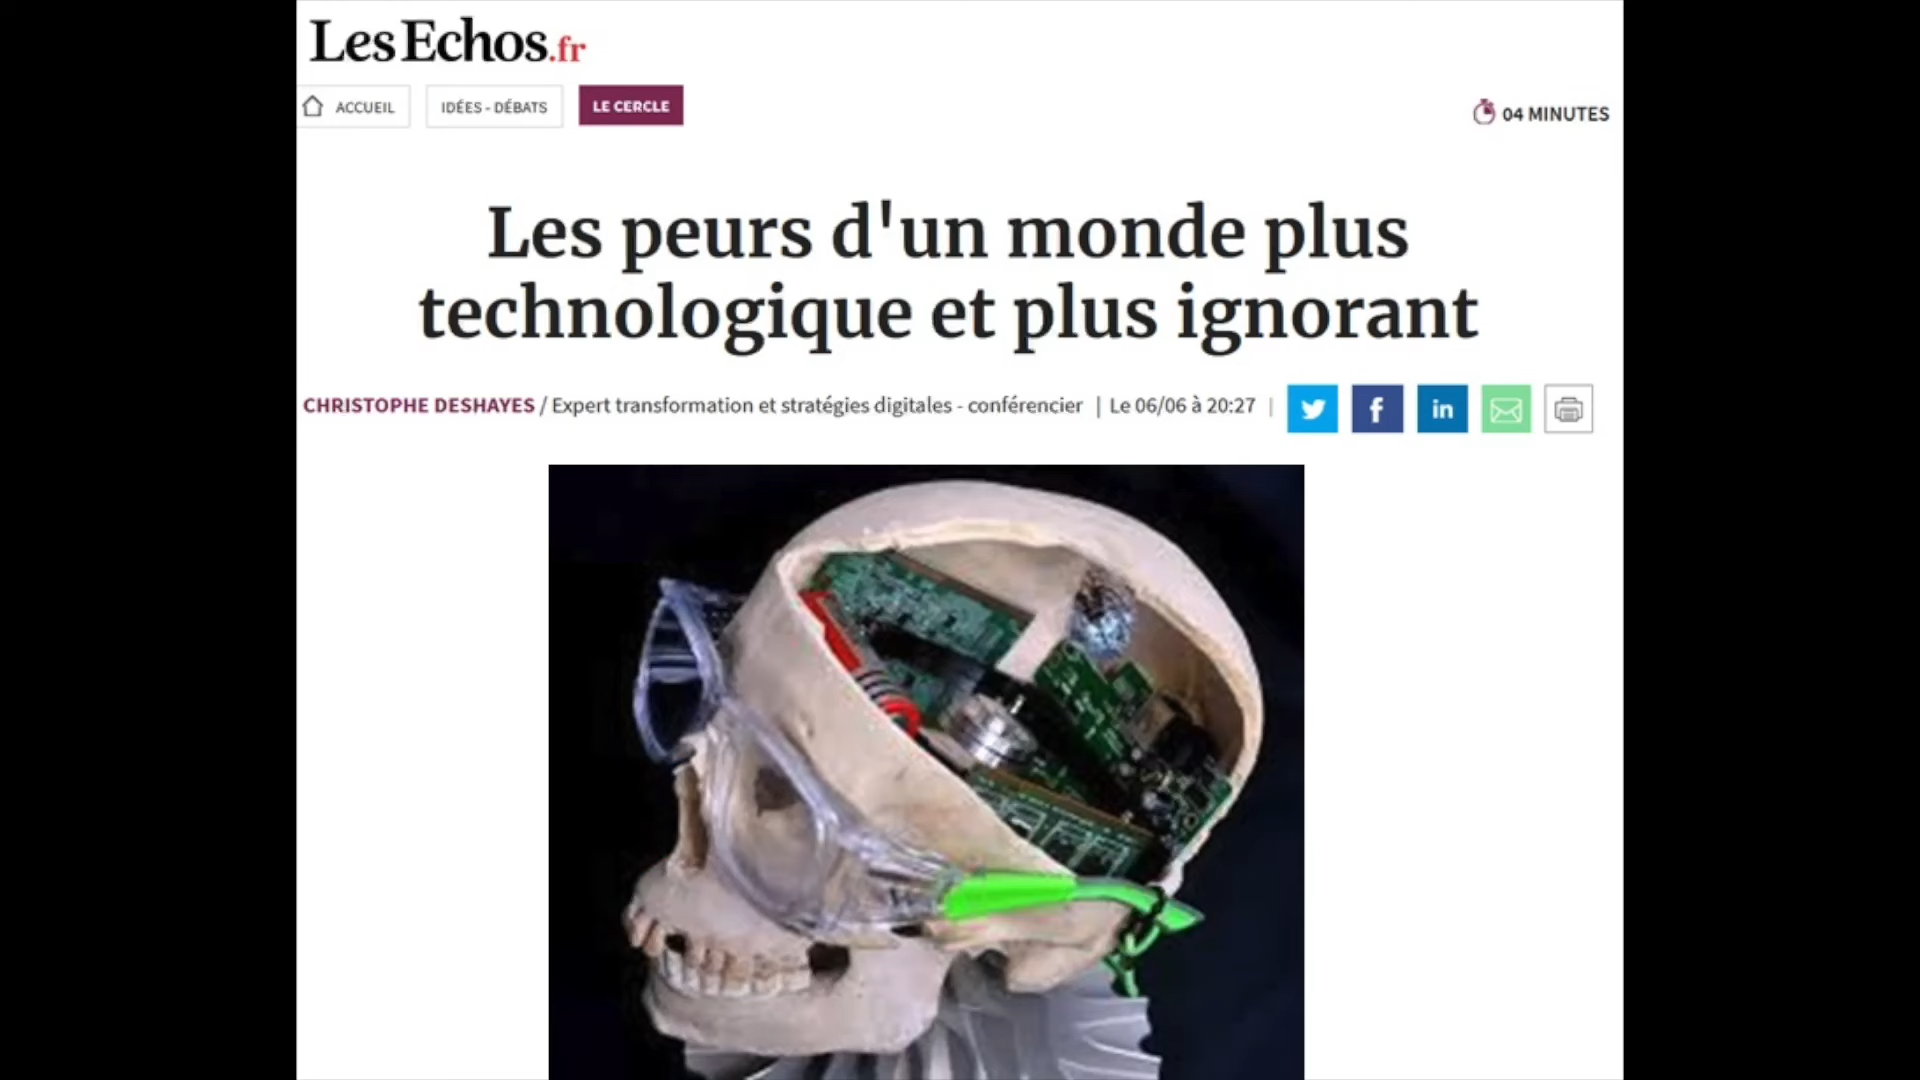 LesEchos.fr
ACCUEIL
IDÉES - DÉBATS
LE CERCLE
04 MINUTES
Les peurs d'un monde plus
technologique et plus ignorant
CHRISTOPHE DESHAYES / Expert transformation et stratégies digitales - conférencier | Le 06/06 à 20:27 |